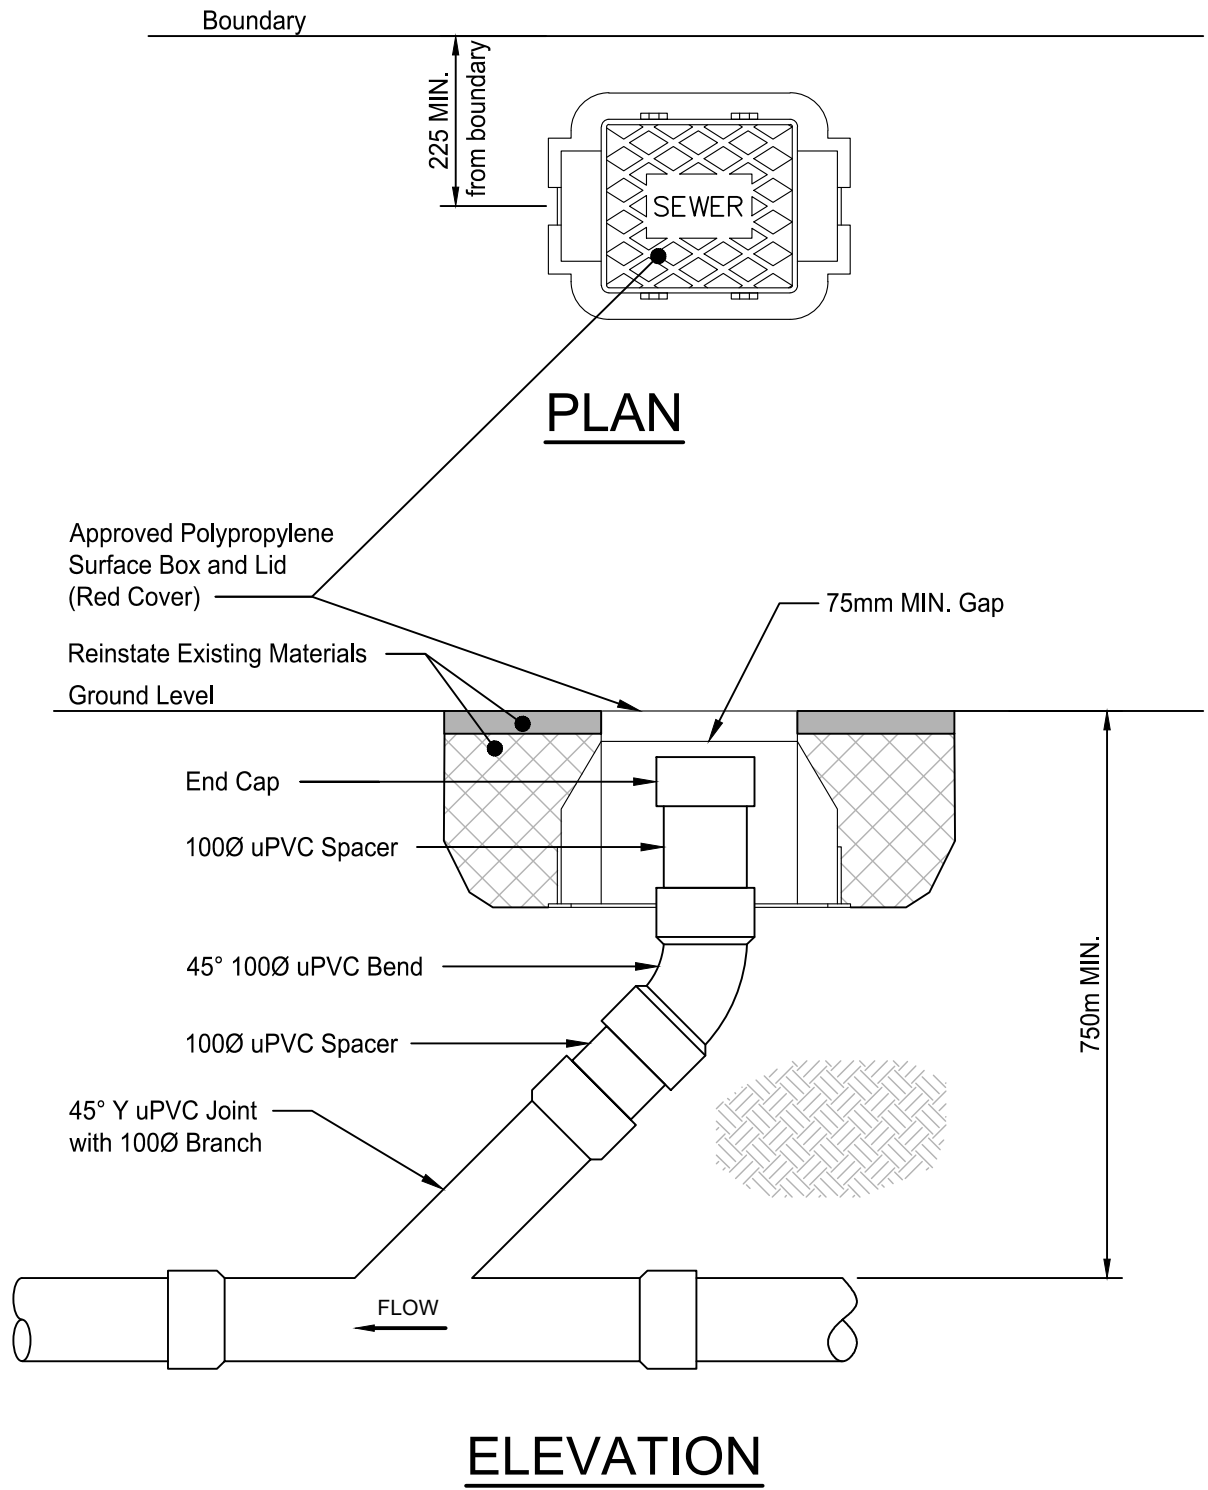 Boundary
225 MIN.
from boundary
SEWER
PLAN
Approved Polypropylene
Surface Box and Lid
(Red Cover)
75mm MIN. Gap
Reinstate Existing Materials
Ground Level
End Cap
100Ø uPVC Spacer
45° 100Ø uPVC Bend
750m MIN.
100Ø uPVC Spacer
45° Y uPVC Joint
with 100Ø Branch
FLOW
ELEVATION